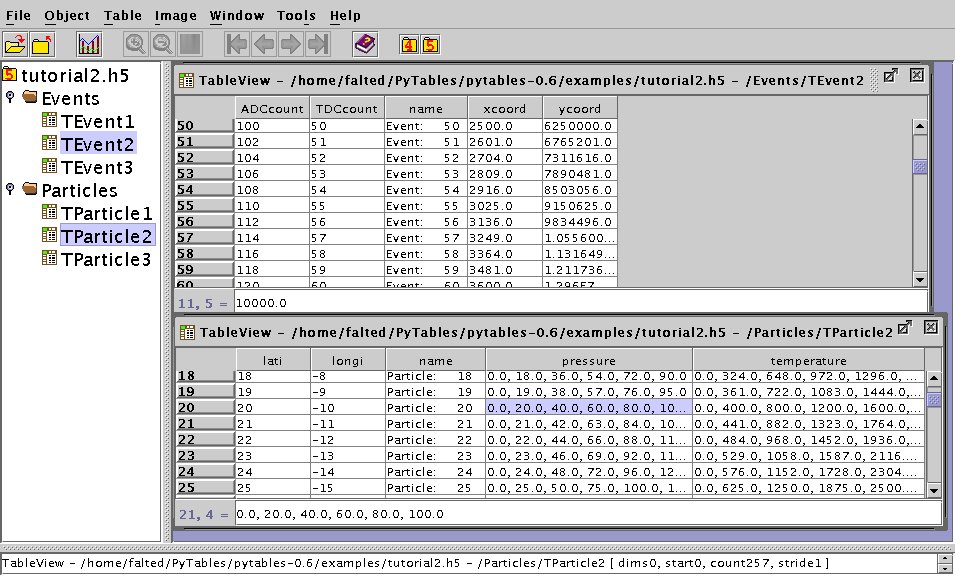 File Object Table Image Window Tools Help
4 5
5 tutorial2.h5
Events
TEvent1
TEvent2
TEvent3
Particles
TParticle1
TParticle2
TParticle3
TableView - /home/falted/PyTables/pytables-0.6/examples/tutorial2.h5 - /Events/TEvent2
ADCcount TDCcount name xcoord ycoord
50 100 50 Event: 50 2500.0 6250000.0
51 102 51 Event: 51 2601.0 6765201.0
52 104 52 Event: 52 2704.0 7311616.0
53 106 53 Event: 53 2809.0 7890481.0
54 108 54 Event: 54 2916.0 8503056.0
55 110 55 Event: 55 3025.0 9150625.0
56 112 56 Event: 56 3136.0 9834496.0
57 114 57 Event: 57 3249.0 1.055600...
58 116 58 Event: 58 3364.0 1.131649...
59 118 59 Event: 59 3481.0 1.211736...
60 120 60 Event: 60 3600.0
11, 5 = 10000.0
TableView - /home/falted/PyTables/pytables-0.6/examples/tutorial2.h5 - /Particles/TParticle2
lati longi name pressure temperature
18 18 -8 Particle: 18 0.0, 18.0, 36.0, 54.0, 72.0, 90.0 0.0, 324.0, 648.0, 972.0, 1296.0, ...
19 19 -9 Particle: 19 0.0, 19.0, 38.0, 57.0, 76.0, 95.0 0.0, 361.0, 722.0, 1083.0, 1444.0,...
20 20 -10 Particle: 20 0.0, 20.0, 40.0, 60.0, 80.0, 10... 0.0, 400.0, 800.0, 1200.0, 1600.0,...
21 21 -11 Particle: 21 0.0, 21.0, 42.0, 63.0, 84.0, 10... 0.0, 441.0, 882.0, 1323.0, 1764.0,...
22 22 -12 Particle: 22 0.0, 22.0, 44.0, 66.0, 88.0, 11... 0.0, 484.0, 968.0, 1452.0, 1936.0,...
23 23 -13 Particle: 23 0.0, 23.0, 46.0, 69.0, 92.0, 11... 0.0, 529.0, 1058.0, 1587.0, 2116....
24 24 -14 Particle: 24 0.0, 24.0, 48.0, 72.0, 96.0, 12... 0.0, 576.0, 1152.0, 1728.0, 2304....
25 25 -15 Particle: 25 0.0, 25.0, 50.0, 75.0, 100.0, 1... 0.0, 625.0, 1250.0, 1875.0, 2500....
21, 4 = 0.0, 20.0, 40.0, 60.0, 80.0, 100.0
TableView - /home/falted/PyTables/pytables-0.6/examples/tutorial2.h5 - /Particles/TParticle2 [ dims0, start0, count257, stride1 ]